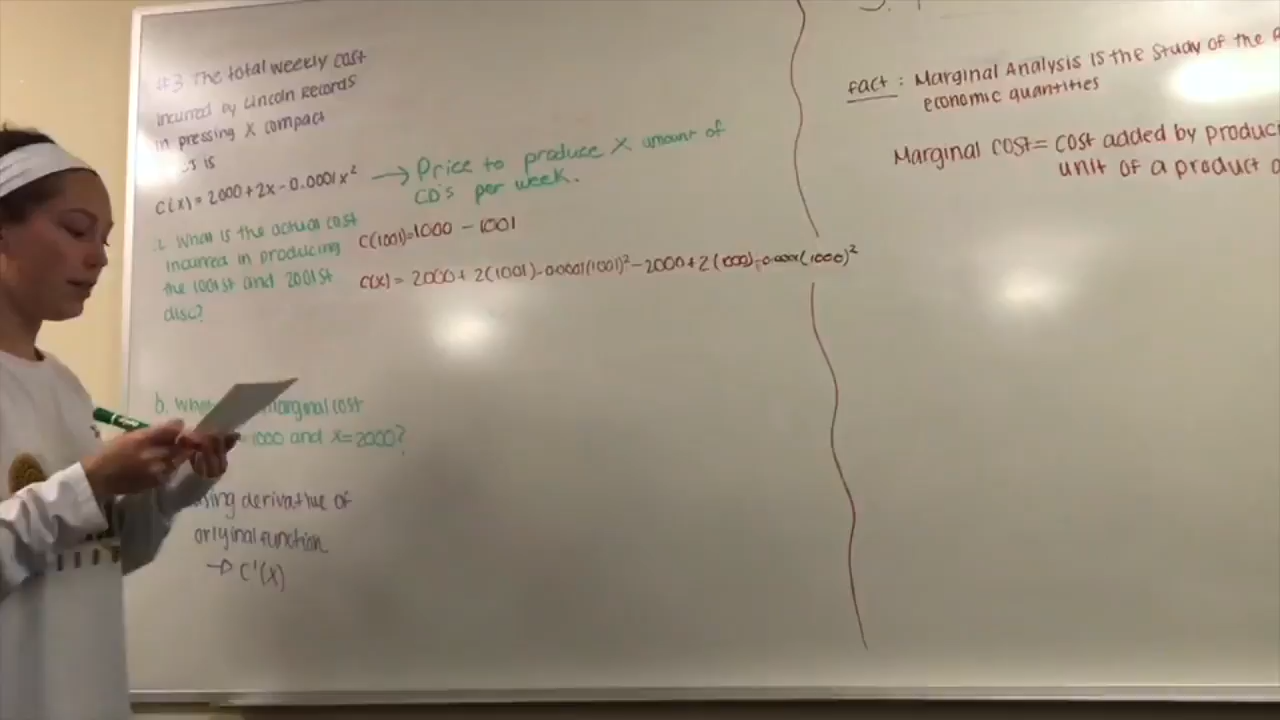 #3 The total weekly cost
incurred by Lincoln Records
in pressing X compact
is
C(X) = 2000+2x-0.0001x² → Price to produce X amount of
CD's per week.
What is the actual cost
incurred in producing
the 1001st and 2001st
disc?
C(1001)=1000 - 1001
C(X) = 2000+ 2(1001)-0.0001(1001)² - 2000+2(1000)-0.0001(1000)²
b. marginal cost
1000 and X=2000?
using derivative of
original function
→ C'(X)
fact : Marginal Analysis is the study of the
economic quantities
Marginal cost= cost added by
unit of a product